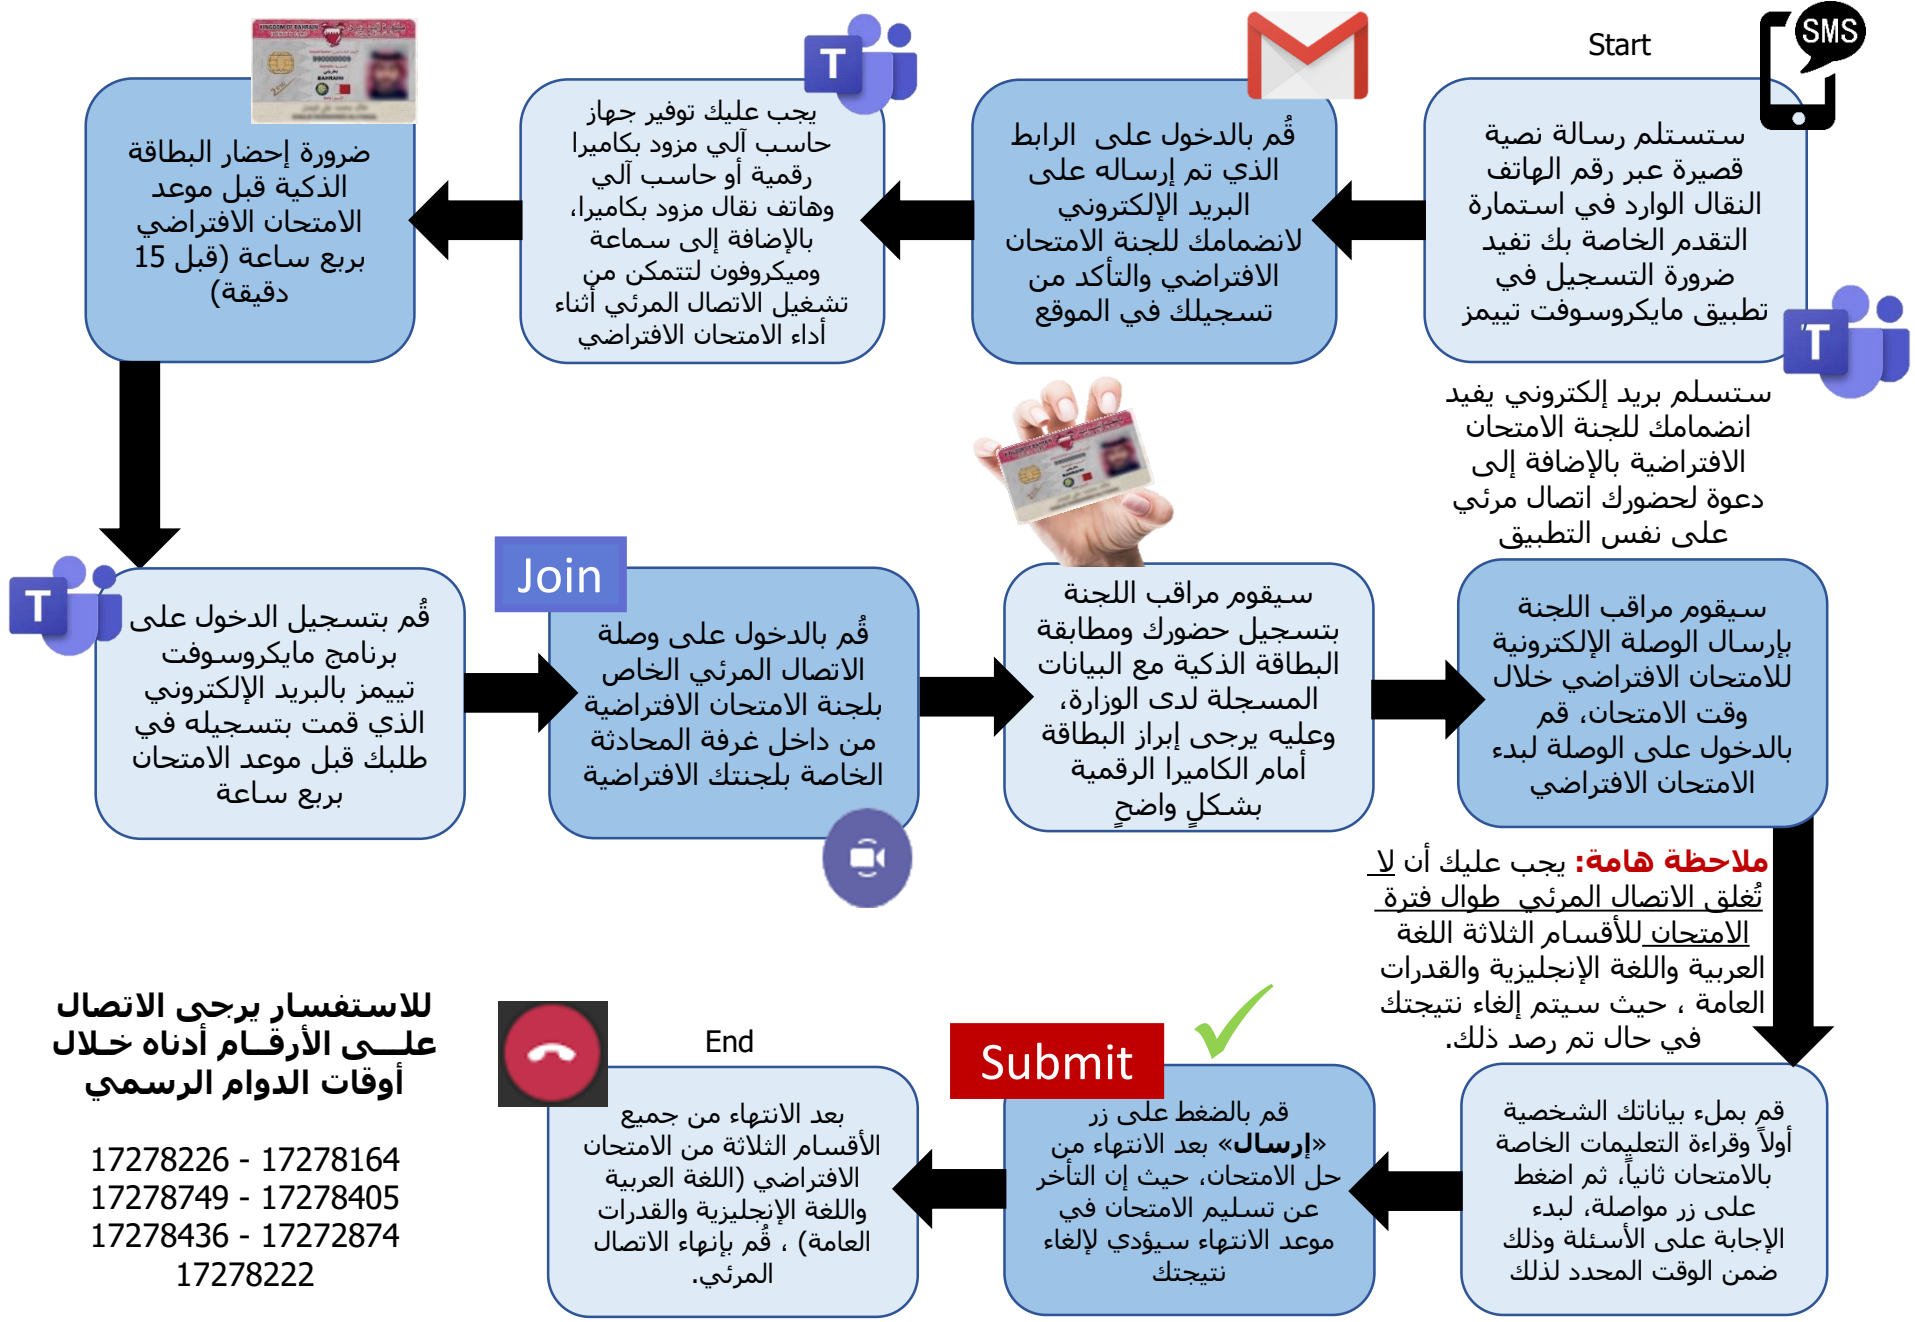 Start
SMS
ستستلم رسالة نصية
قصيرة عبر رقم الهاتف
النقال الوارد في استمارة
التقدم الخاصة بك تفيد
ضرورة التسجيل في
تطبيق مايكروسوفت تييمز
T
ستسلم بريد إلكتروني يفيد
انضمامك للجنة الامتحان
الافتراضية بالإضافة إلى
دعوة لحضورك اتصال مرئي
على نفس التطبيق
قُم بالدخول على الرابط
الذي تم إرساله على
البريد الإلكتروني
لانضمامك للجنة الامتحان
الافتراضي والتأكد من
تسجيلك في الموقع
T
يجب عليك توفير جهاز
حاسب آلي مزود بكاميرا
رقمية أو حاسب آلي
وهاتف نقال مزود بكاميرا،
بالإضافة إلى سماعة
وميكروفون لتتمكن من
تشغيل الاتصال المرئي أثناء
أداء الامتحان الافتراضي
KINGDOM OF BAHRAIN
بحريني
BAHRAINI
ضرورة إحضار البطاقة
الذكية قبل موعد
الامتحان الافتراضي
بربع ساعة (قبل 15
دقيقة)
T
قُم بتسجيل الدخول على
برنامج مايكروسوفت
تييمز بالبريد الإلكتروني
الذي قمت بتسجيله في
طلبك قبل موعد الامتحان
بربع ساعة
Join
قُم بالدخول على وصلة
الاتصال المرئي الخاص
بلجنة الامتحان الافتراضية
من داخل غرفة المحادثة
الخاصة بلجنتك الافتراضية
سيقوم مراقب اللجنة
بتسجيل حضورك ومطابقة
البطاقة الذكية مع البيانات
المسجلة لدى الوزارة،
وعليه يرجى إبراز البطاقة
أمام الكاميرا الرقمية
بشكلٍ واضحٍ
سيقوم مراقب اللجنة
بإرسال الوصلة الإلكترونية
للامتحان الافتراضي خلال
وقت الامتحان، قم
بالدخول على الوصلة لبدء
الامتحان الافتراضي
ملاحظة هامة: يجب عليك أن لا
تُغلق الاتصال المرئي طوال فترة
الامتحان للأقسام الثلاثة اللغة
العربية واللغة الإنجليزية والقدرات
العامة ، حيث سيتم إلغاء نتيجتك
في حال تم رصد ذلك.
قم بملء بياناتك الشخصية
أولاً وقراءة التعليمات الخاصة
بالامتحان ثانياً، ثم اضغط
على زر مواصلة، لبدء
الإجابة على الأسئلة وذلك
ضمن الوقت المحدد لذلك
Submit
قم بالضغط على زر
«إرسال» بعد الانتهاء من
حل الامتحان، حيث إن التأخر
عن تسليم الامتحان في
موعد الانتهاء سيؤدي لإلغاء
نتيجتك
End
بعد الانتهاء من جميع
الأقسام الثلاثة من الامتحان
الافتراضي (اللغة العربية
واللغة الإنجليزية والقدرات
العامة) ، قُم بإنهاء الاتصال
المرئي.
للاستفسار يرجى الاتصال
علـــى الأرقــام أدناه خـلال
أوقات الدوام الرسمي
17278226 - 17278164
17278749 - 17278405
17278436 - 17272874
17278222